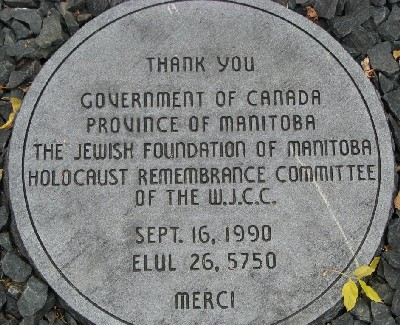 THANK YOU
GOVERNMENT OF CANADA
PROVINCE OF MANITOBA
THE JEWISH FOUNDATION OF MANITOBA
HOLOCAUST REMEMBRANCE COMMITTEE
OF THE W.J.C.C.
SEPT. 16, 1990
ELUL 26, 5750
MERCI